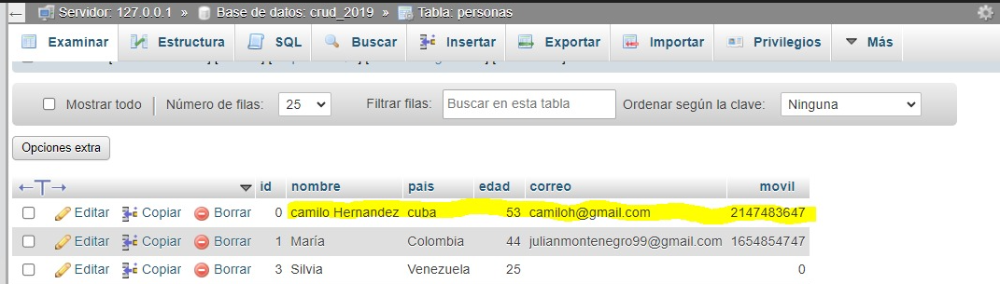 Servidor: 127.0.0.1 » Base de datos: crud_2019 » Tabla: personas
Examinar Estructura SQL Buscar Insertar Exportar Importar Privilegios Más
Mostrar todo Número de filas: 25 Filtrar filas: Buscar en esta tabla Ordenar según la clave: Ninguna
Opciones extra
←T→ id nombre pais edad correo movil
Editar Copiar Borrar 0 camilo Hernandez cuba 53 camiloh@gmail.com 2147483647
Editar Copiar Borrar 1 María Colombia 44 julianmontenegro99@gmail.com 1654854747
Editar Copiar Borrar 3 Silvia Venezuela 25 0